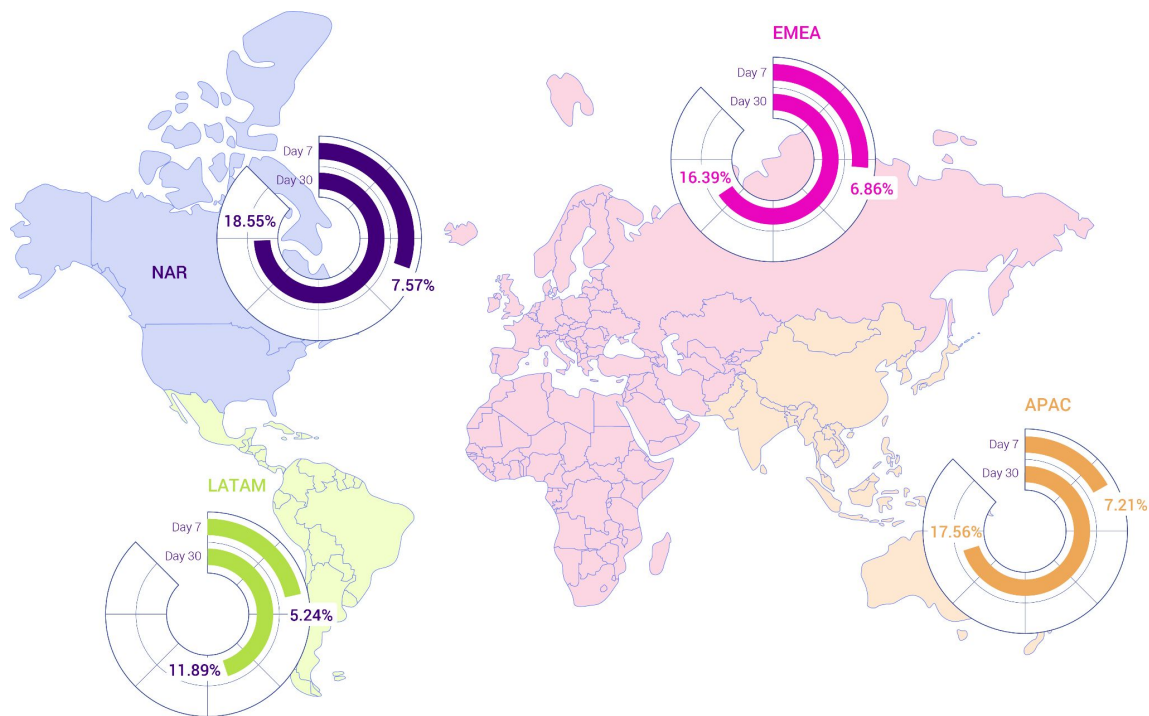 EMEA
Day 7
Day 30
16.39%
6.86%
Day 7
Day 30
18.55%
NAR
7.57%
APAC
Day 7
Day 30
7.21%
17.56%
LATAM
Day 7
Day 30
5.24%
11.89%